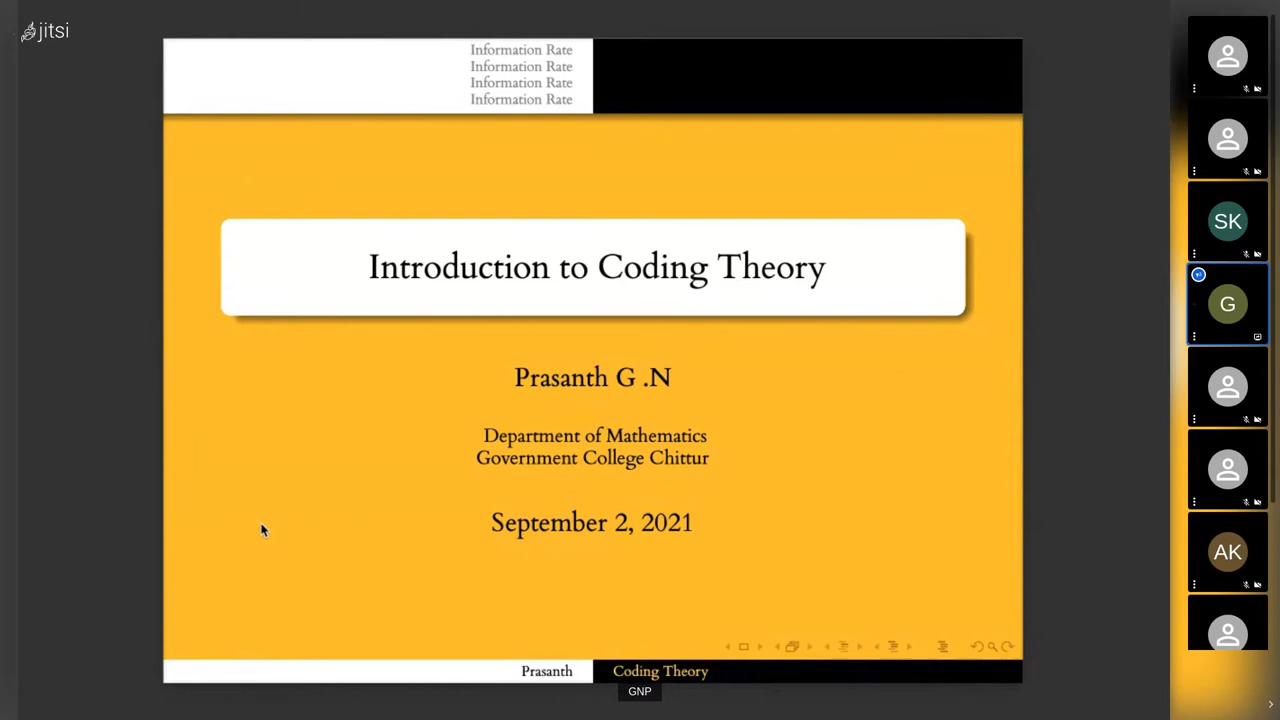 jitsi
Information Rate
Information Rate
Information Rate
Information Rate
Introduction to Coding Theory
Prasanth G .N
Department of Mathematics
Government College Chittur
September 2, 2021
Prasanth
Coding Theory
GNP
SK
G
AK